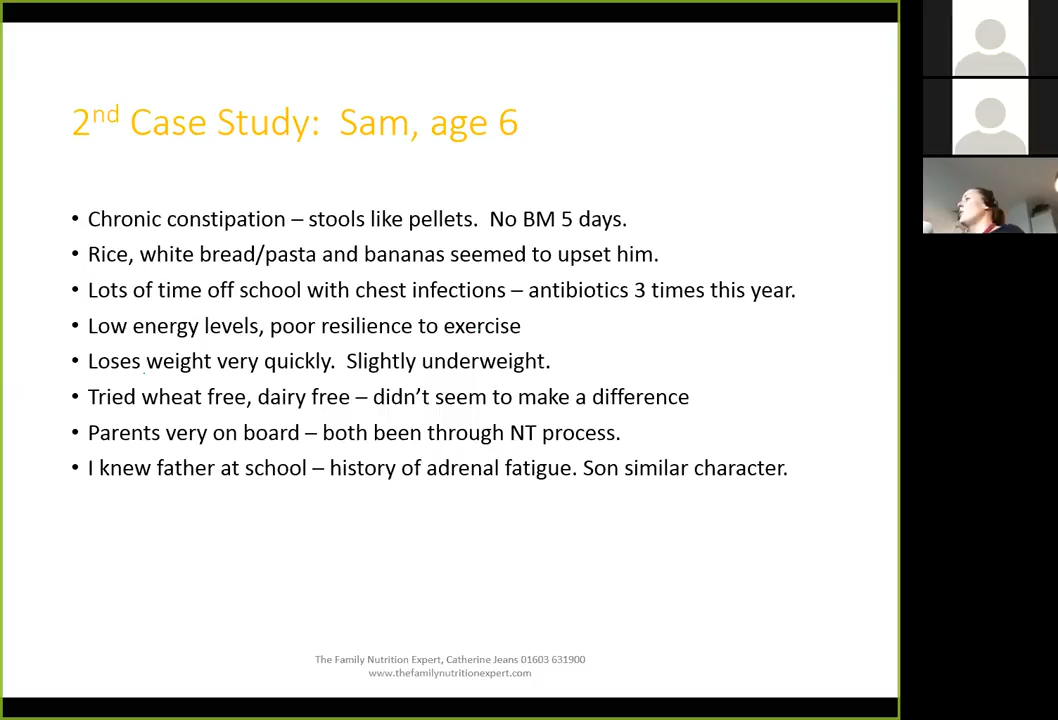 2nd Case Study:  Sam, age 6
• Chronic constipation – stools like pellets.  No BM 5 days.
• Rice, white bread/pasta and bananas seemed to upset him.
• Lots of time off school with chest infections – antibiotics 3 times this year.
• Low energy levels, poor resilience to exercise
• Loses weight very quickly.  Slightly underweight.
• Tried wheat free, dairy free – didn’t seem to make a difference
• Parents very on board – both been through NT process.
• I knew father at school – history of adrenal fatigue. Son similar character.
The Family Nutrition Expert, Catherine Jeans 01603 631900
www.thefamilynutritionexpert.com